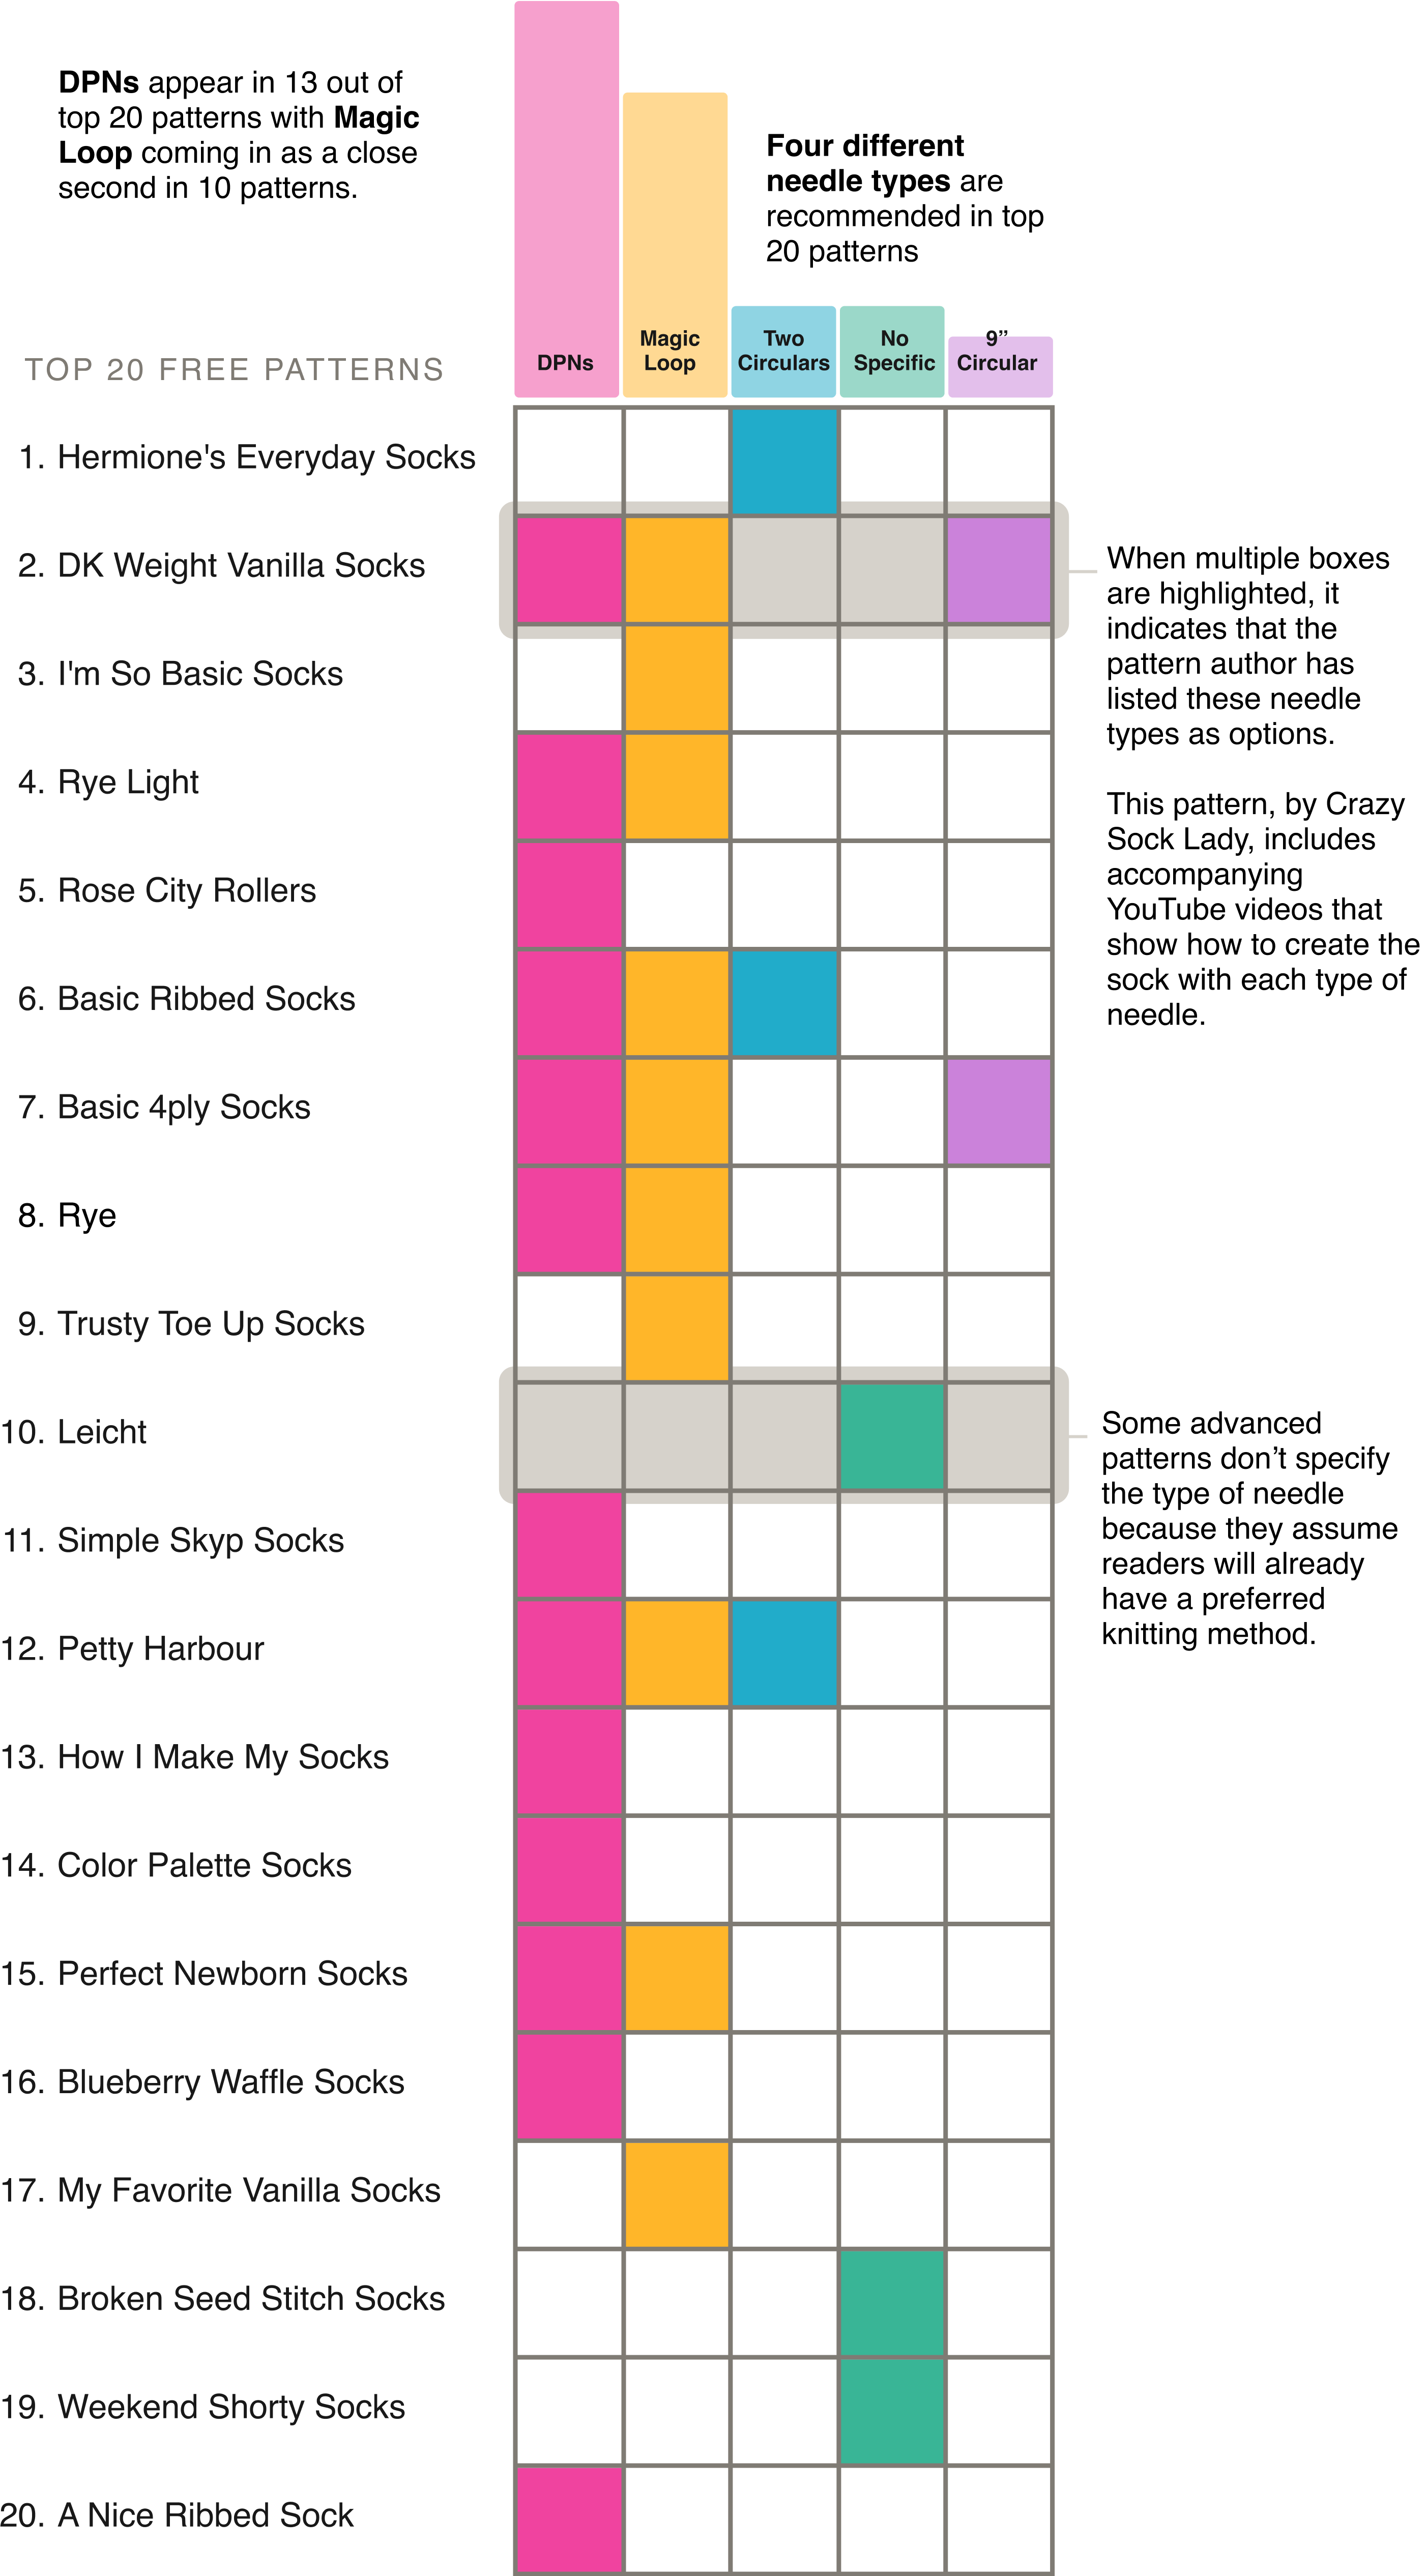 DPNs appear in 13 out of
top 20 patterns with Magic
Loop coming in as a close
second in 10 patterns.
Four different
needle types are
recommended in top
20 patterns
TOP 20 FREE PATTERNS
DPNs
Magic
Loop
Two
Circulars
No
Specific
9”
Circular
1. Hermione's Everyday Socks
2. DK Weight Vanilla Socks
When multiple boxes
are highlighted, it
indicates that the
pattern author has
listed these needle
types as options.
This pattern, by Crazy
Sock Lady, includes
accompanying
YouTube videos that
show how to create the
sock with each type of
needle.
3. I'm So Basic Socks
4. Rye Light
5. Rose City Rollers
6. Basic Ribbed Socks
7. Basic 4ply Socks
8. Rye
9. Trusty Toe Up Socks
10. Leicht
Some advanced
patterns don’t specify
the type of needle
because they assume
readers will already
have a preferred
knitting method.
11. Simple Skyp Socks
12. Petty Harbour
13. How I Make My Socks
14. Color Palette Socks
15. Perfect Newborn Socks
16. Blueberry Waffle Socks
17. My Favorite Vanilla Socks
18. Broken Seed Stitch Socks
19. Weekend Shorty Socks
20. A Nice Ribbed Sock